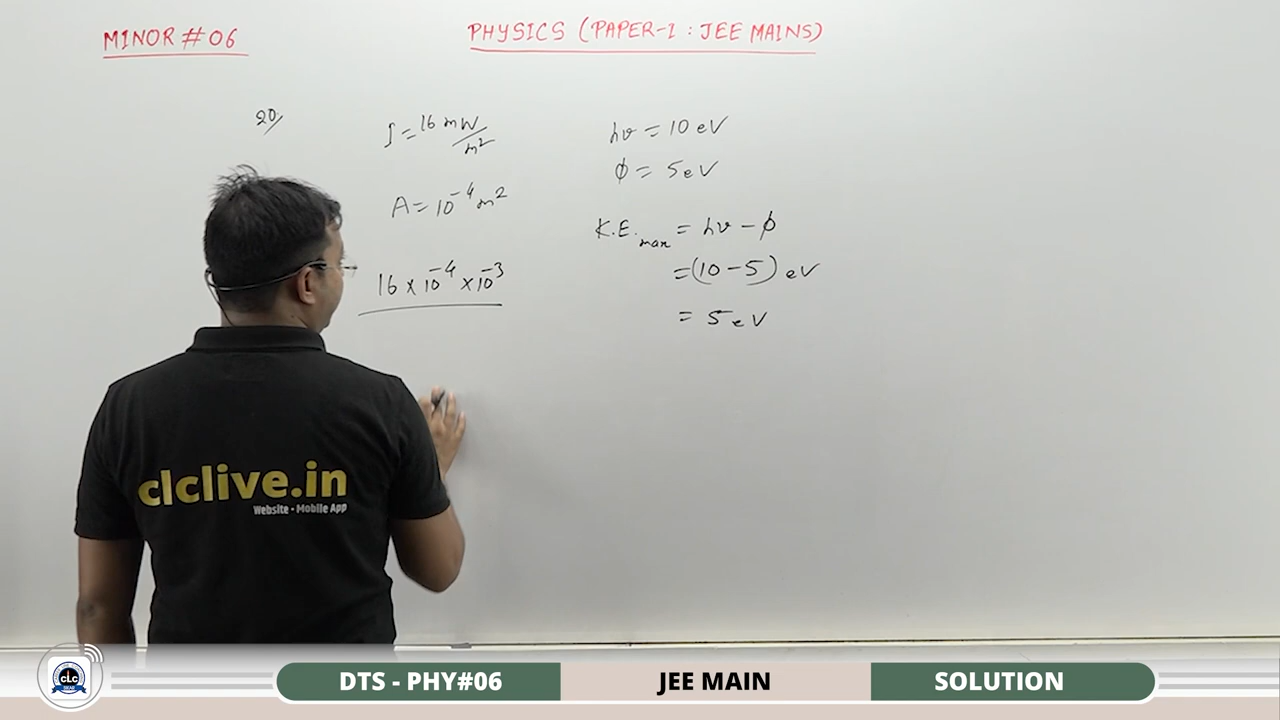 MINOR # 06
PHYSICS (PAPER-1 : JEE MAINS)
20/
I = 16 mW/m²
A = 10⁻⁴ m²
16 × 10⁻⁴ × 10⁻³
hν = 10 eV
ϕ = 5 eV
K.E.max = hν − ϕ
= (10 − 5) eV
= 5 eV
clclive.in
Website • Mobile App
CLC
DTS - PHY#06
JEE MAIN
SOLUTION